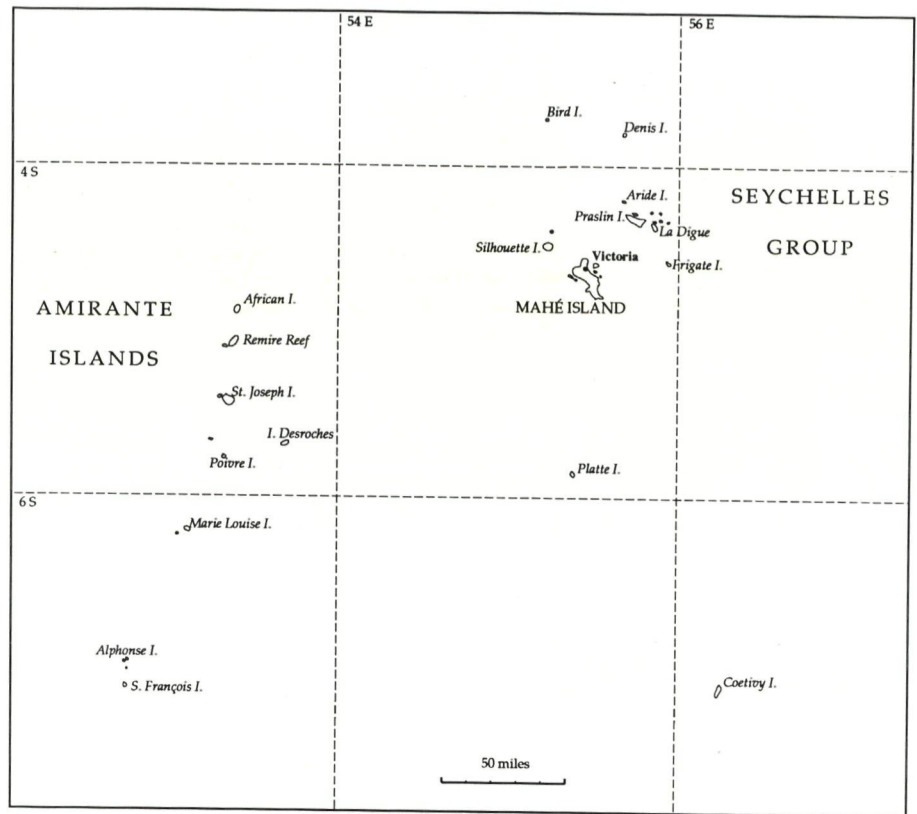 54 E
56 E
Bird I.
Denis I.
4 S
Aride I.
SEYCHELLES
Praslin I.
La Digue
GROUP
Silhouette I.
Victoria
Frigate I.
MAHÉ ISLAND
African I.
AMIRANTE
Remire Reef
ISLANDS
St. Joseph I.
I. Desroches
Poivre I.
Platte I.
6 S
Marie Louise I.
Alphonse I.
S. François I.
Coetivy I.
50 miles